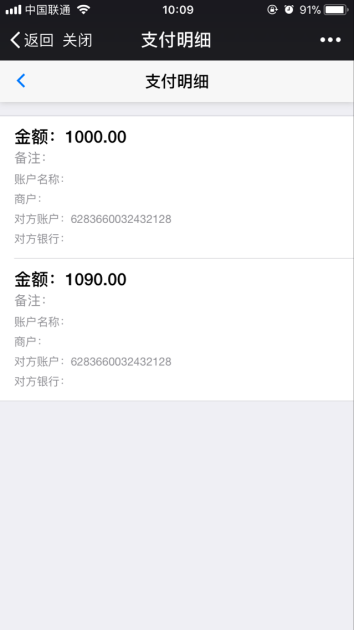 中国联通 10:09 91%
返回 关闭 支付明细
支付明细
金额：1000.00
备注：
账户名称：
商户：
对方账户：6283660032432128
对方银行：
金额：1090.00
备注：
账户名称：
商户：
对方账户：6283660032432128
对方银行：